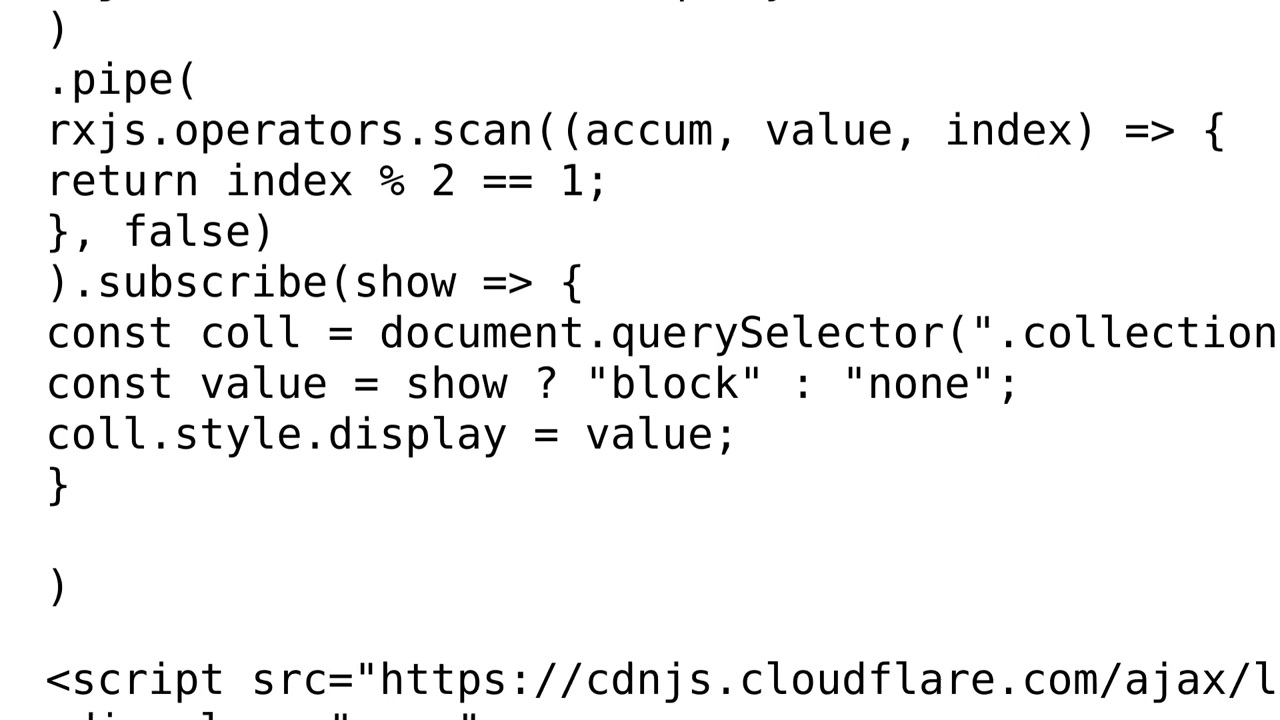 )
.pipe(
rxjs.operators.scan((accum, value, index) => {
return index % 2 == 1;
}, false)
).subscribe(show => {
const coll = document.querySelector(".collection
const value = show ? "block" : "none";
coll.style.display = value;
}
)
<script src="https://cdnjs.cloudflare.com/ajax/l